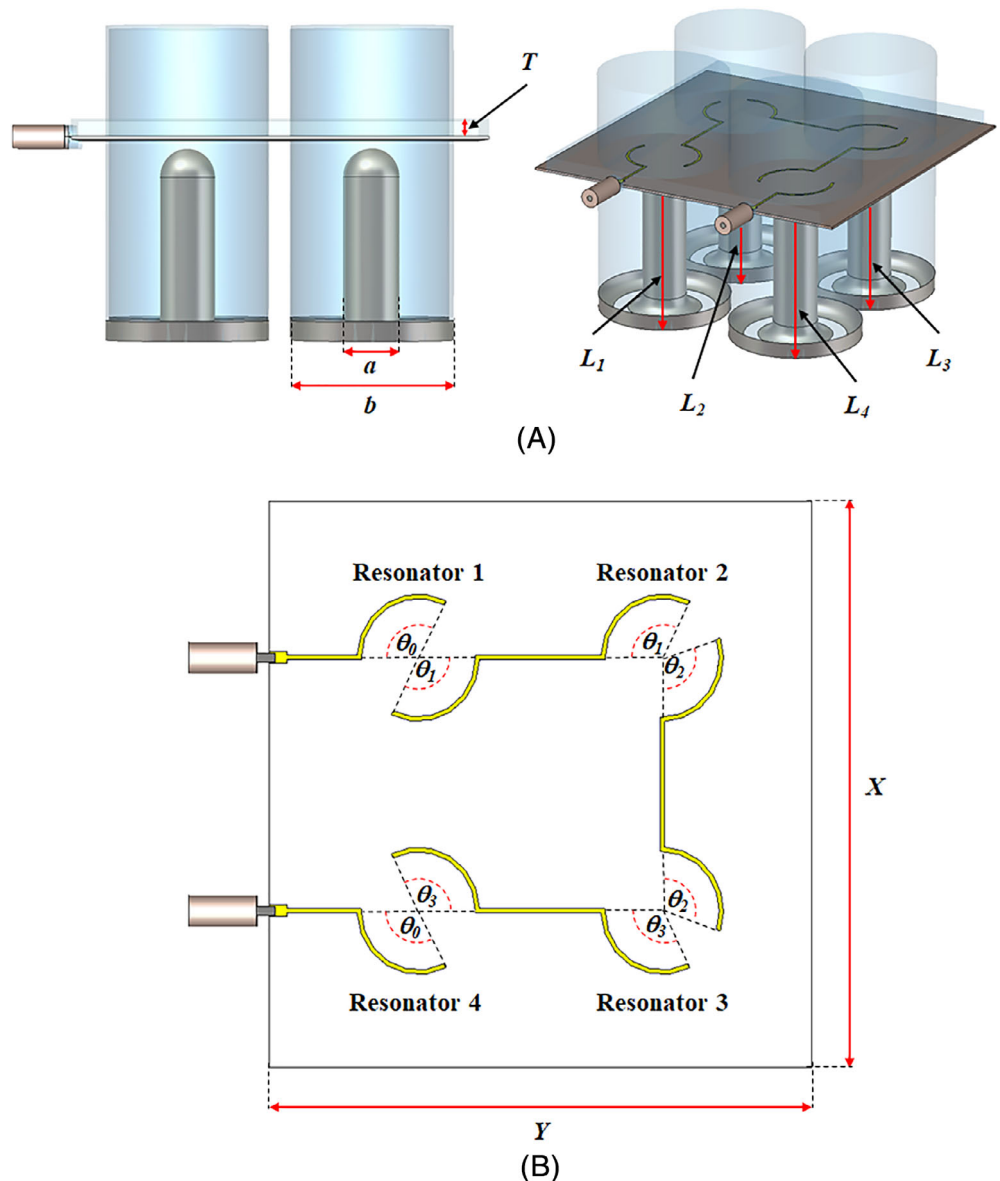 T
a
b
L1
L2
L4
L3
(A)
Resonator 1
Resonator 2
θ0
θ1
θ1
θ2
X
θ3
θ0
θ2
θ3
Resonator 4
Resonator 3
Y
(B)